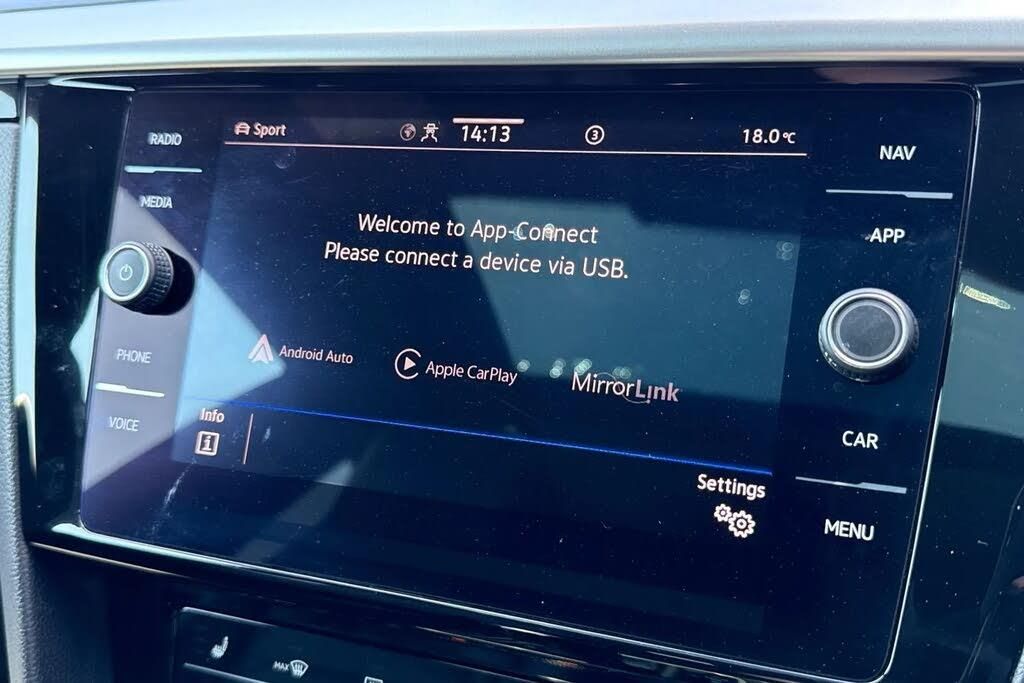 RADIO
MEDIA
PHONE
VOICE
Sport
14:13
3
18.0°C
Welcome to App-Connect
Please connect a device via USB.
Android Auto
Apple CarPlay
MirrorLink
Info
i
Settings
NAV
APP
CAR
MENU
MAX